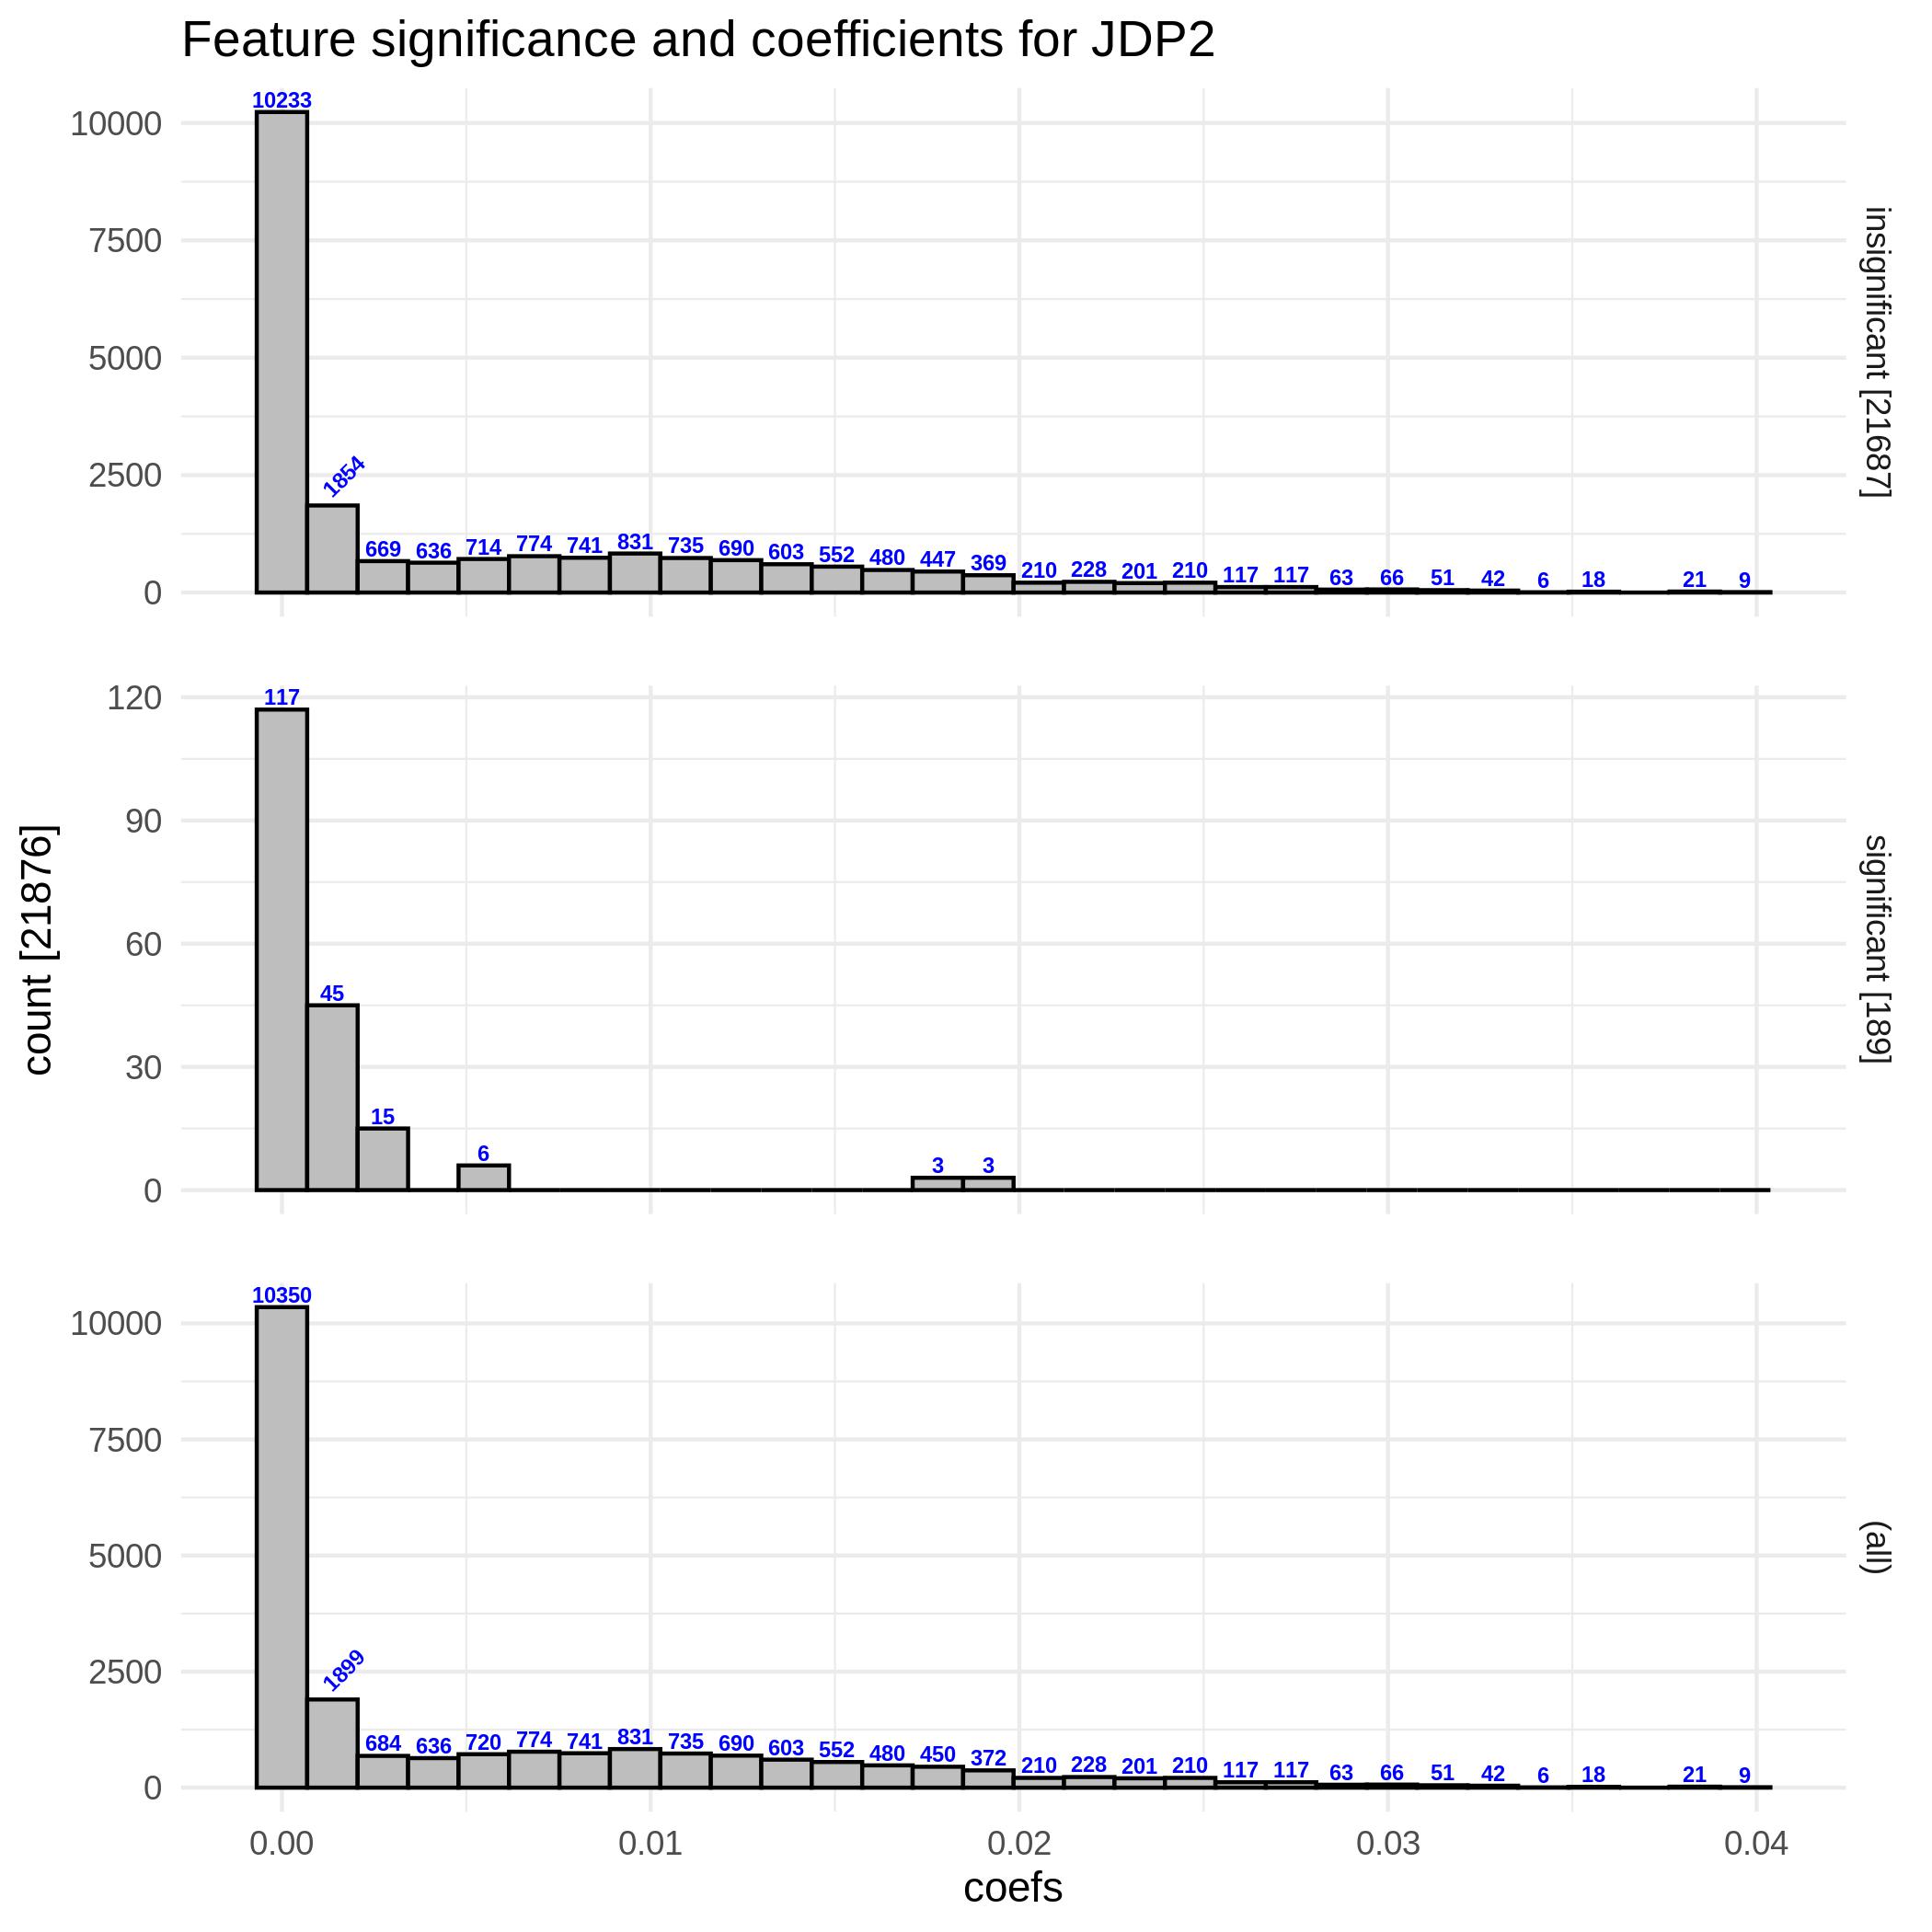 Feature significance and coefficients for JDP2
10233
10000
7500
5000
2500
0
1854
669 636 714 774 741 831 735 690 603 552 480 447 369 210 228 201 210 117 117 63 66 51 42 6 18 21 9
insignificant [21687]
count [21876]
120
90
60
30
0
117
45
15
6
3 3
significant [189]
10350
10000
7500
5000
2500
0
1899
684 636 720 774 741 831 735 690 603 552 480 450 372 210 228 201 210 117 117 63 66 51 42 6 18 21 9
(all)
0.00 0.01 0.02 0.03 0.04
coefs